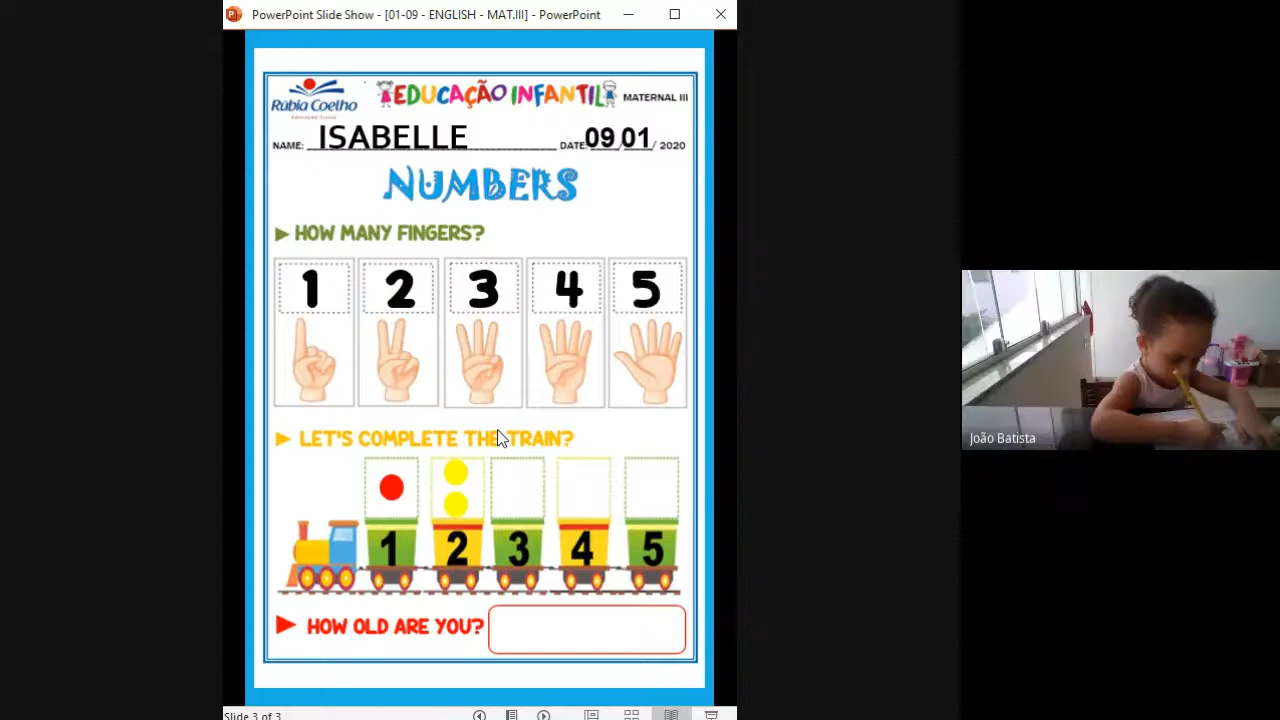 PowerPoint Slide Show - [01-09 - ENGLISH - MAT.III] - PowerPoint
Rúbia Coelho
EDUCAÇÃO INFANTIL MATERNAL III
NAME: ISABELLE DATE: 09/01/2020
NUMBERS
HOW MANY FINGERS?
1 2 3 4 5
LET'S COMPLETE THE TRAIN?
1 2 3 4 5
HOW OLD ARE YOU?
João Batista
Slide 3 of 3